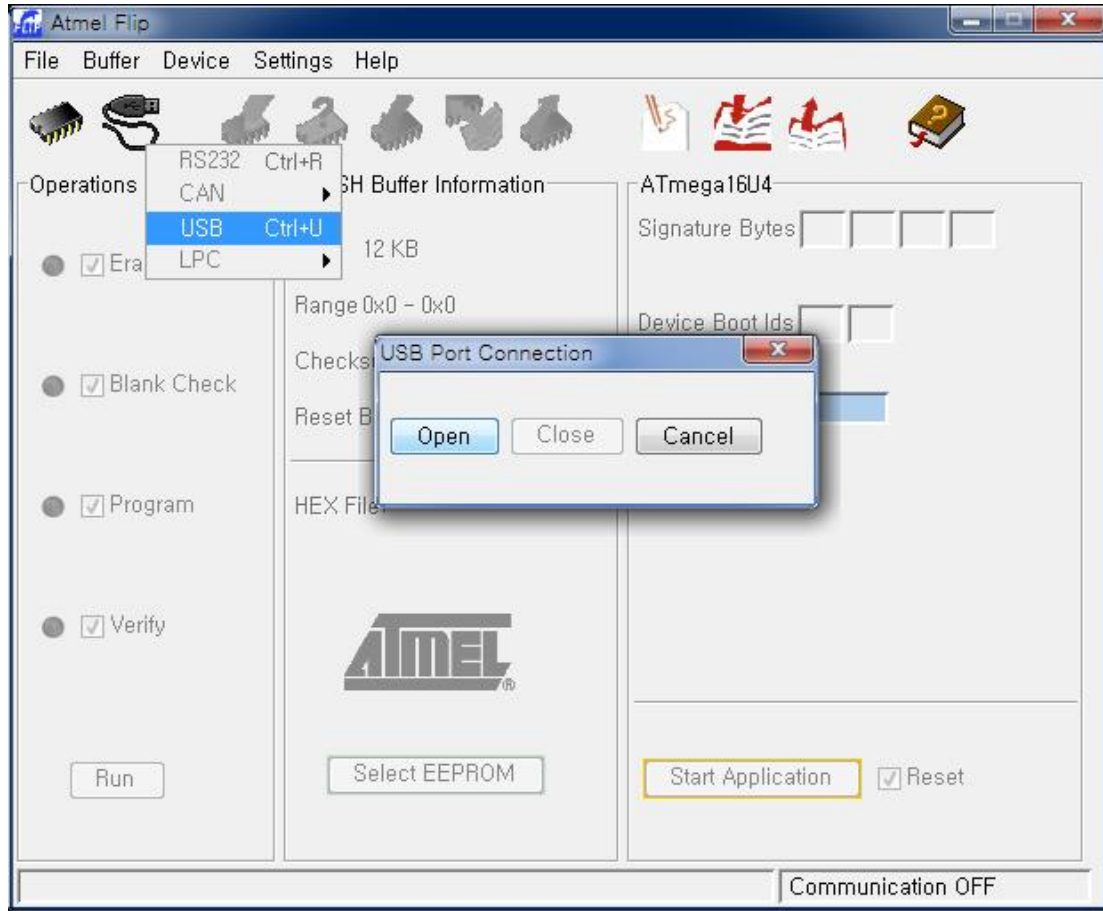 Atmel Flip
File Buffer Device Settings Help
RS232 Ctrl+R
CAN
USB Ctrl+U
LPC
Operations
Era
Blank Check
Program
Verify
Run
SH Buffer Information
12 KB
Range 0x0 - 0x0
Checks
Reset B
HEX File:
ATMEL
®
Select EEPROM
USB Port Connection
Open Close Cancel
ATmega16U4
Signature Bytes
Device Boot Ids
Start Application Reset
Communication OFF